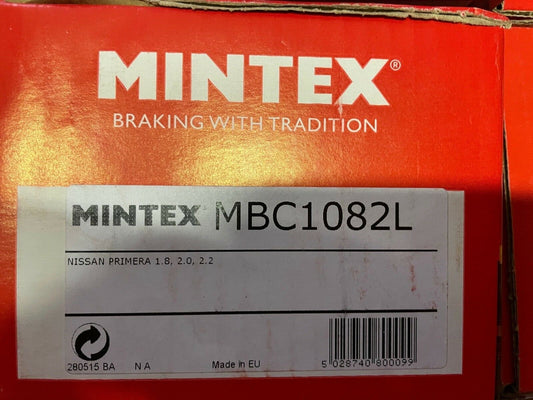 MINTEX®
BRAKING WITH TRADITION
MINTEX MBC1082L
NISSAN PRIMERA 1.8, 2.0, 2.2
280515 BA N A Made in EU 5 028740 800099